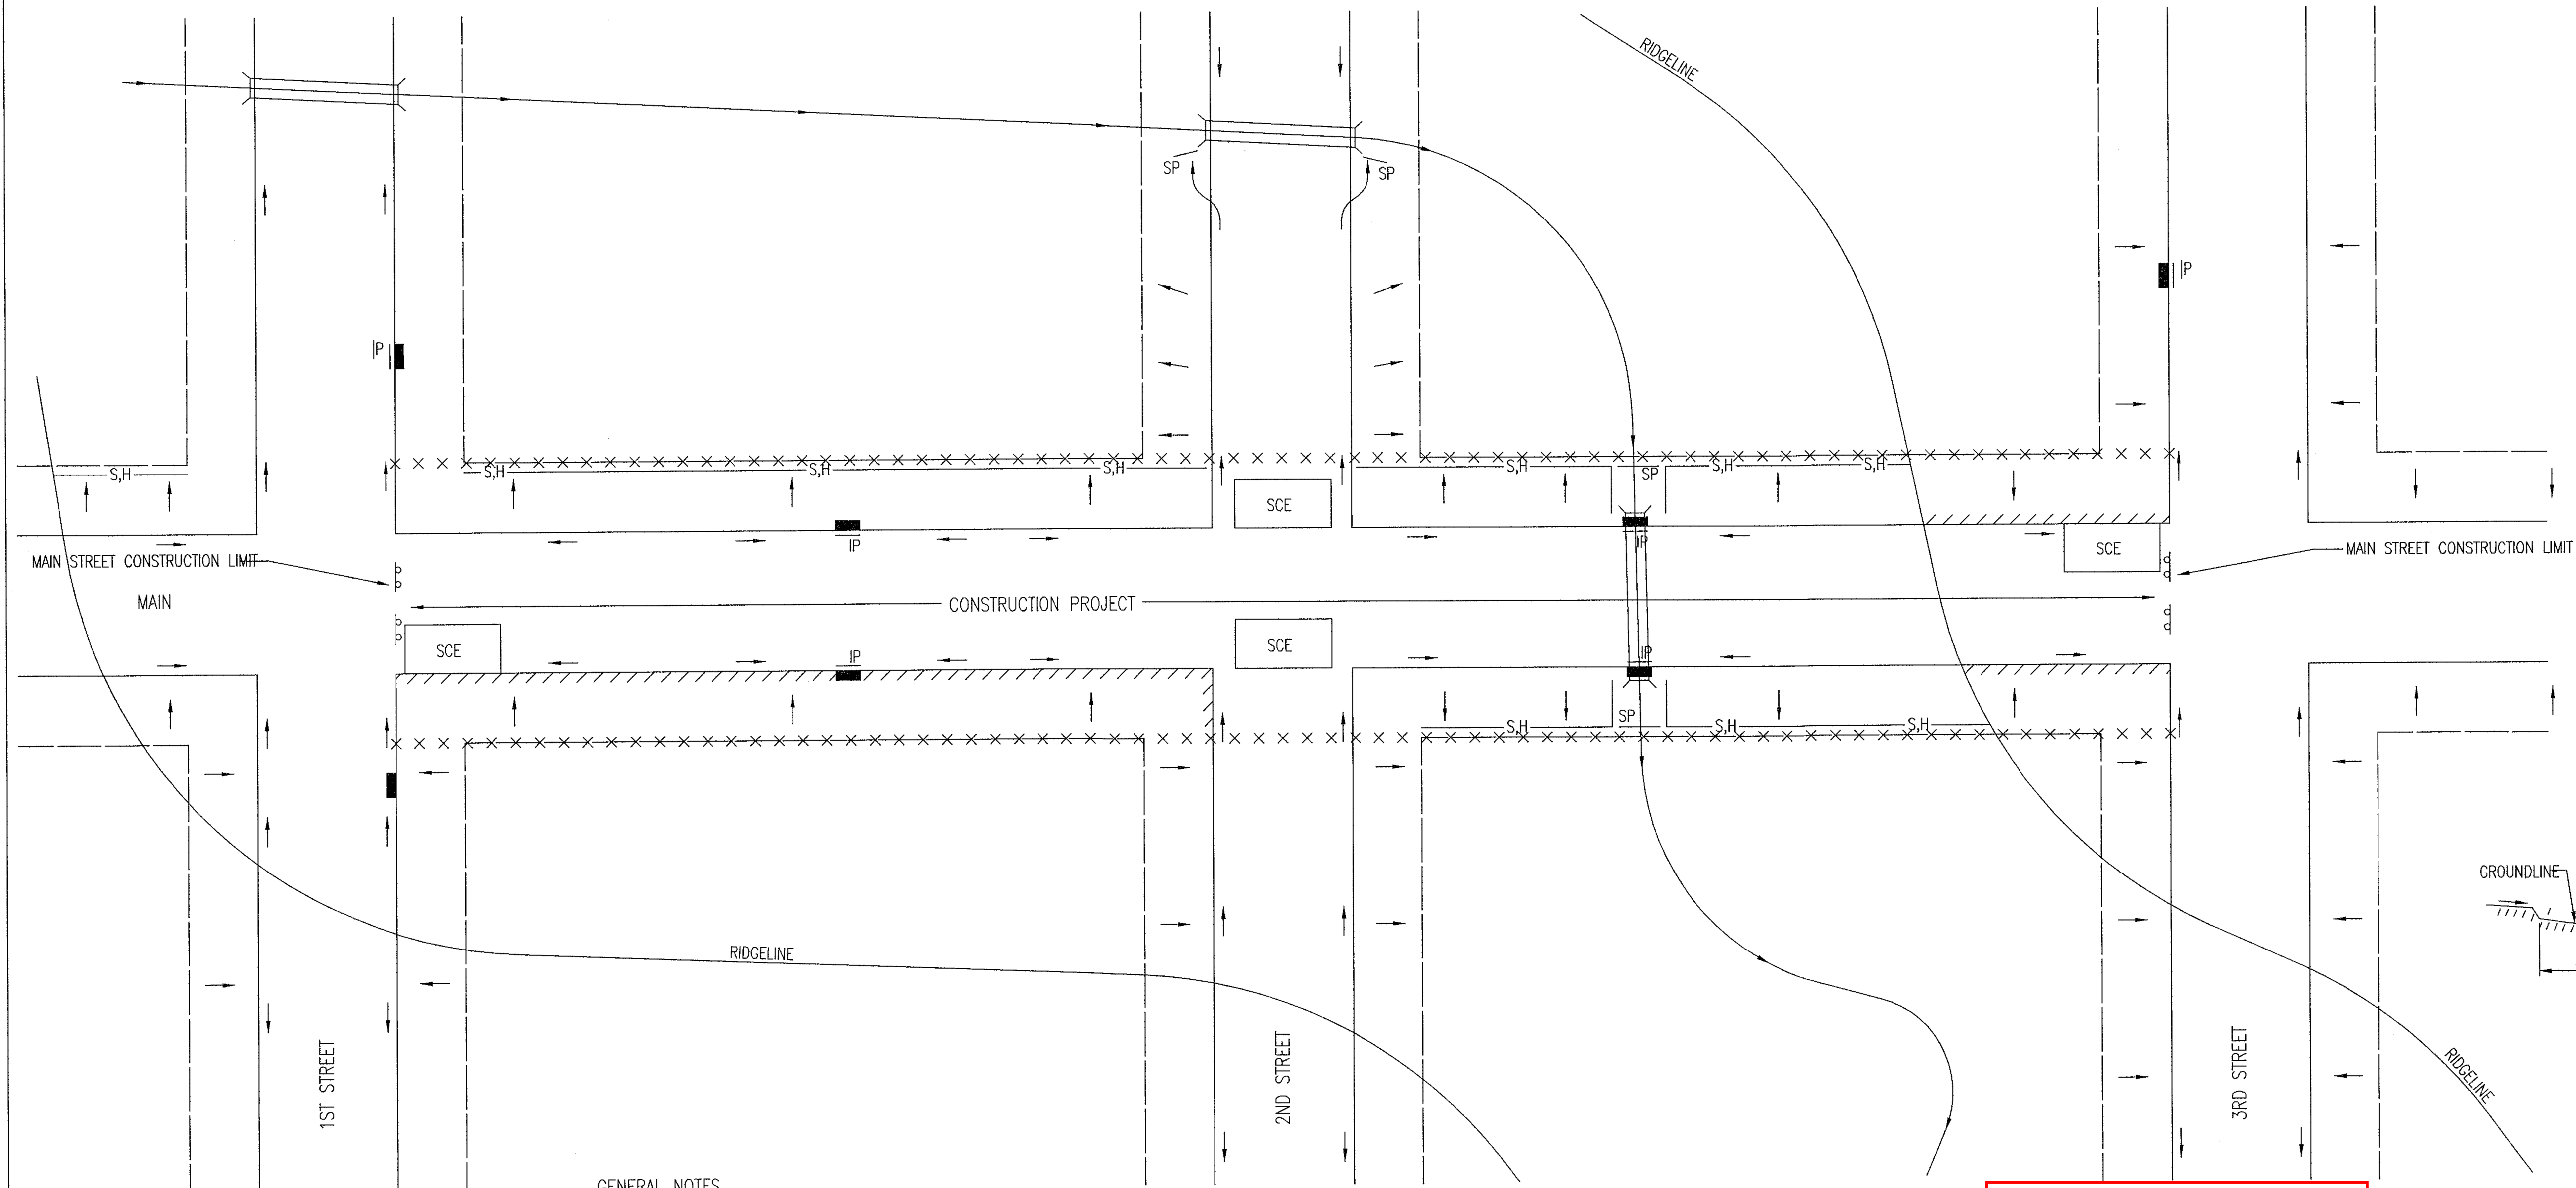 RIDGELINE
SP
SP
IP
IP
S,H
S,H
S,H
S,H
S,H
SP
S,H
S,H
SCE
SCE
IP
IP
MAIN STREET CONSTRUCTION LIMIT
MAIN STREET CONSTRUCTION LIMIT
MAIN
CONSTRUCTION PROJECT
SCE
SCE
IP
IP
S,H
SP
S,H
S,H
GROUNDLINE
RIDGELINE
1ST STREET
2ND STREET
3RD STREET
RIDGELINE
GENERAL NOTES